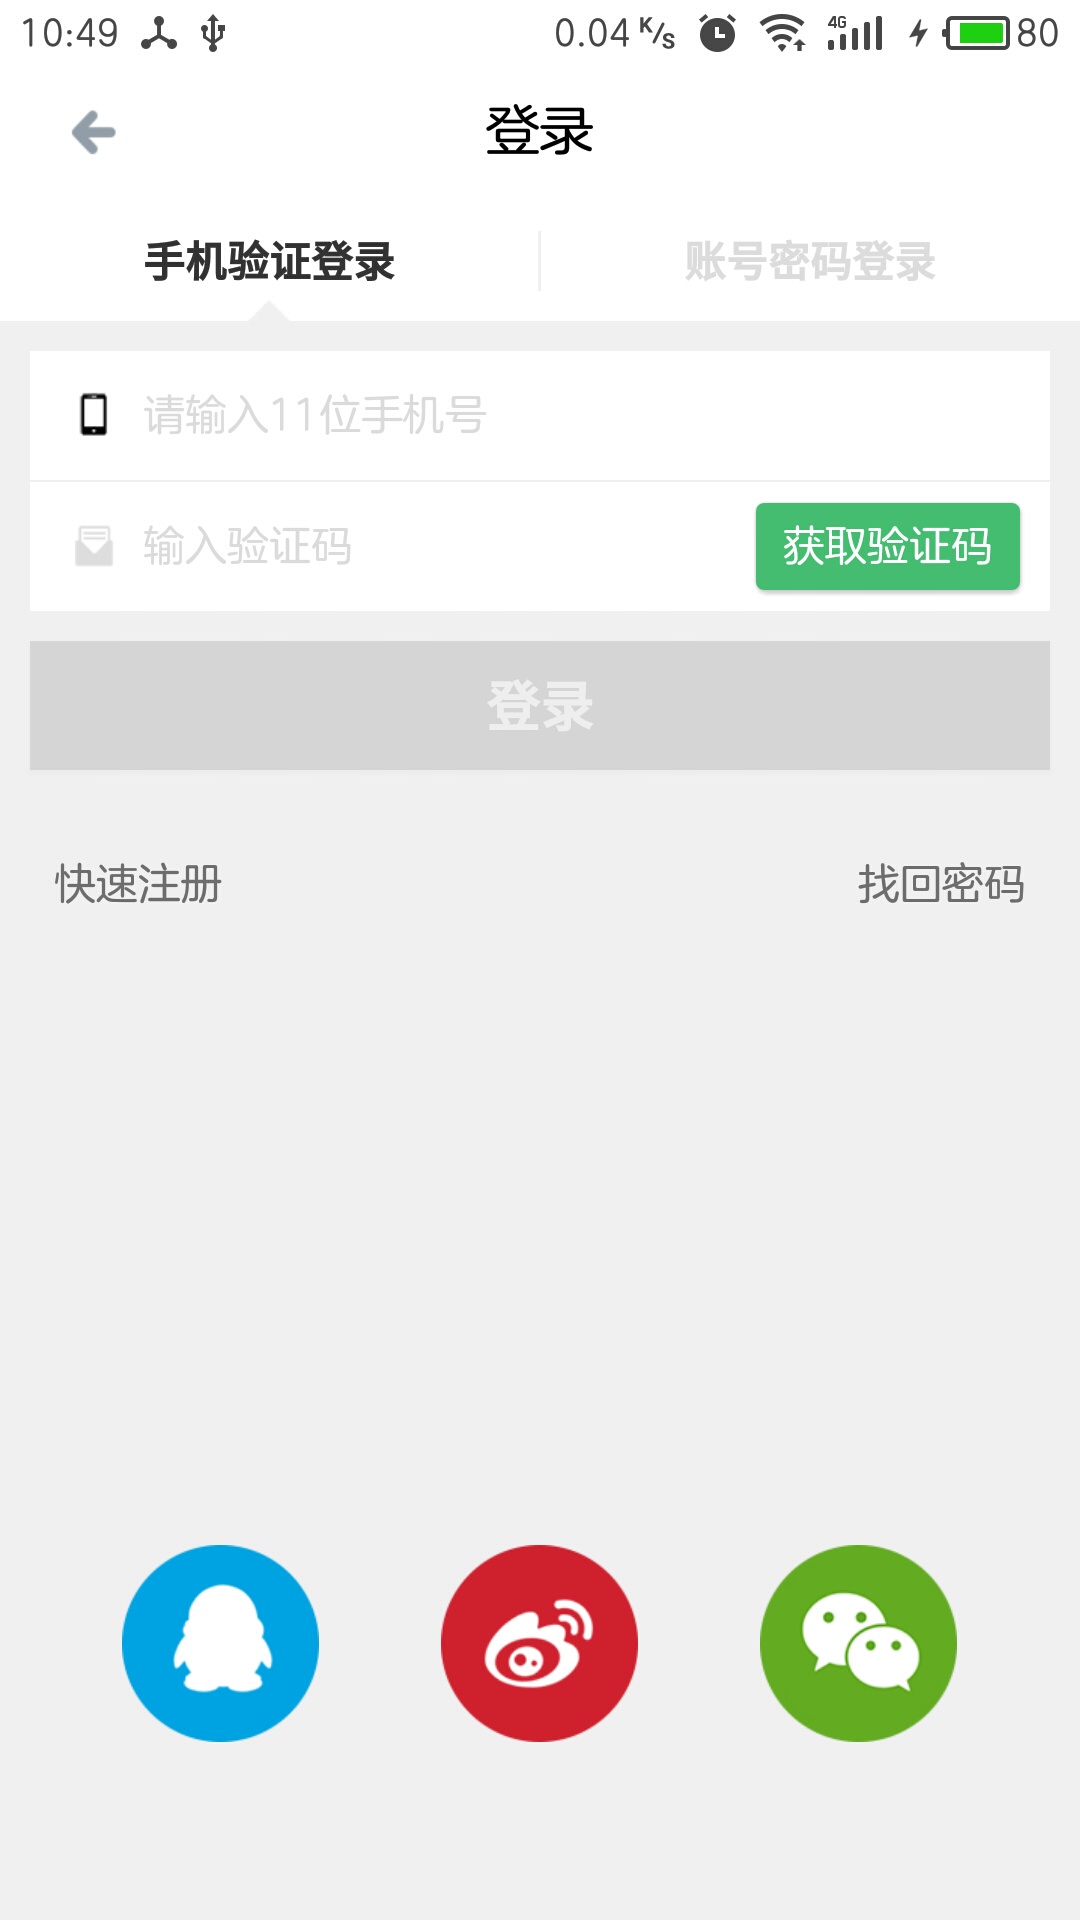 10:49 0.04 K/s 4G 80
登录
手机验证登录 账号密码登录
请输入11位手机号
输入验证码 获取验证码
登录
快速注册 找回密码